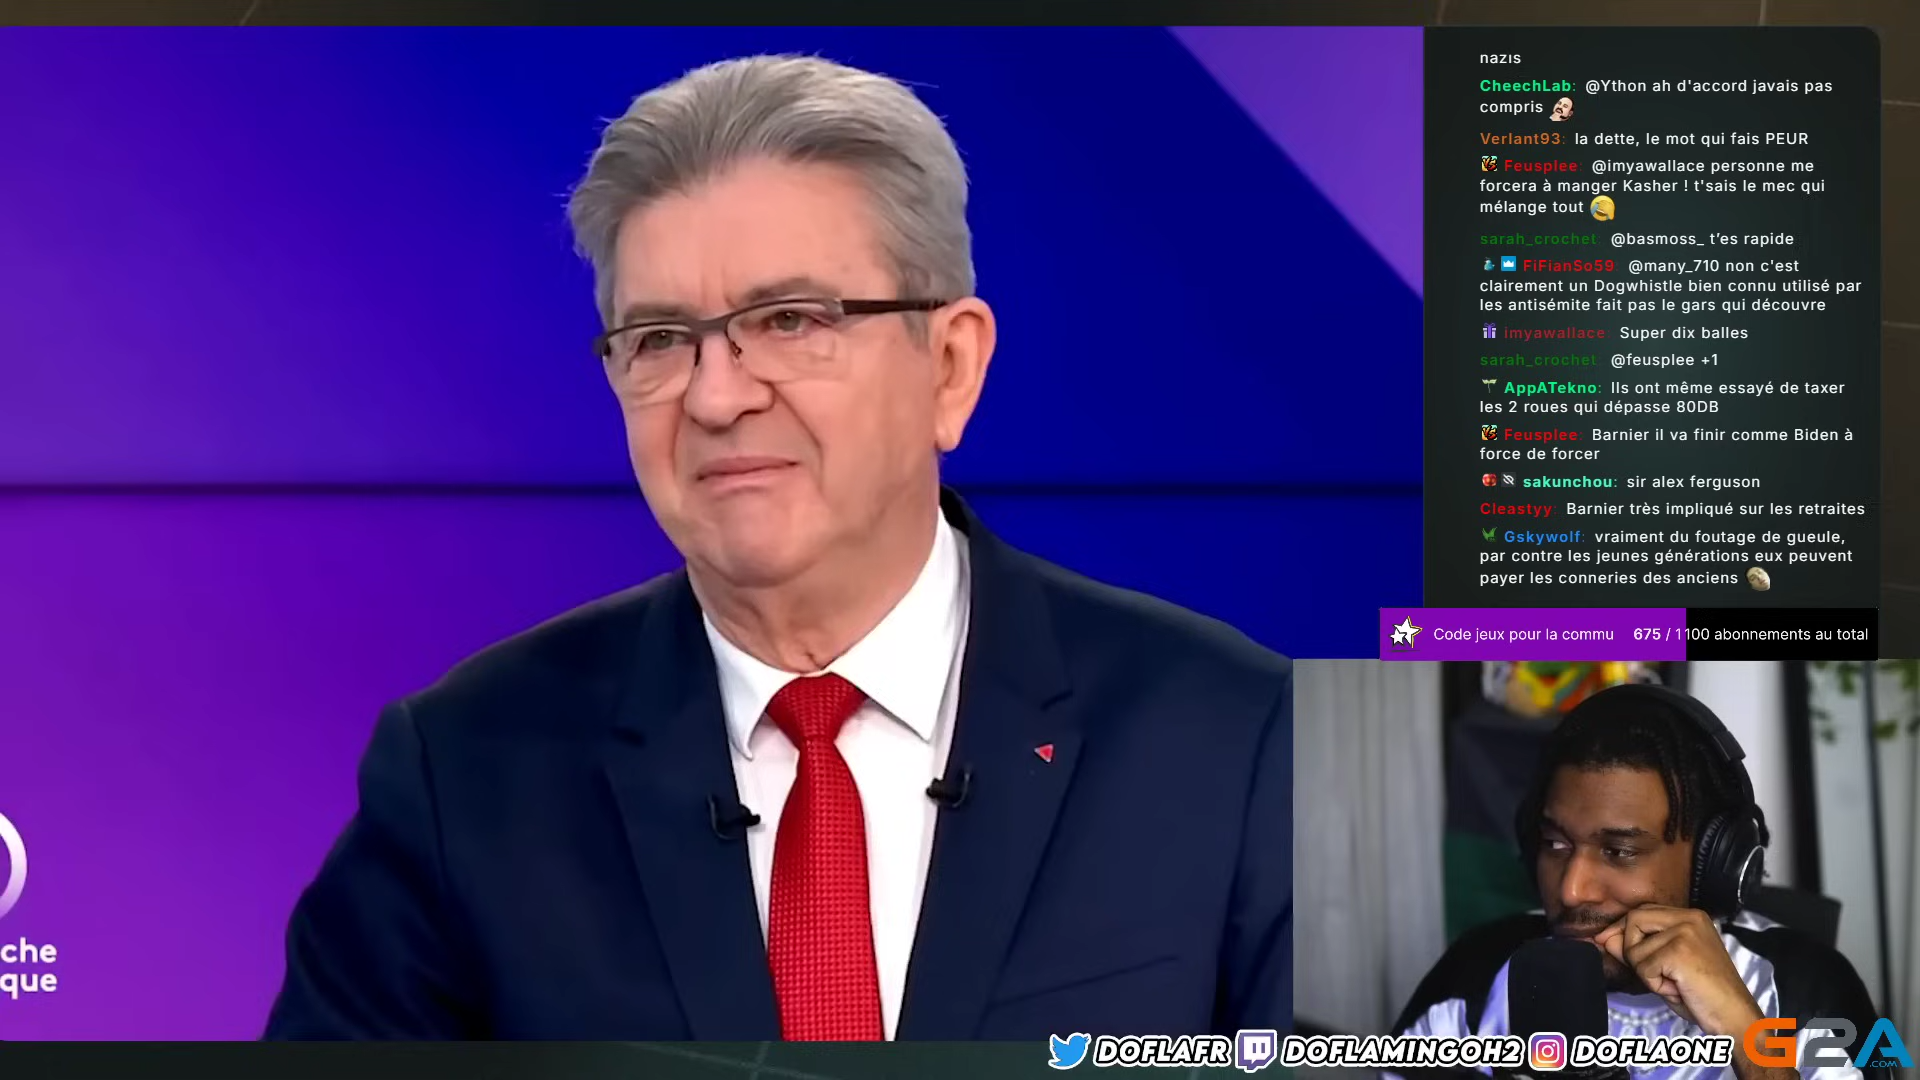 nazis
CheechLab: @Ython ah d'accord javais pas
compris
Verlant93: la dette, le mot qui fais PEUR
Feusplee: @imyawallace personne me
forcera à manger Kasher ! t'sais le mec qui
mélange tout
sarah_crochet: @basmoss_ t'es rapide
FiFianSo59: @many_710 non c'est
clairement un Dogwhistle bien connu utilisé par
les antisémite fait pas le gars qui découvre
imyawallace: Super dix balles
sarah_crochet: @feusplee +1
AppATekno: Ils ont même essayé de taxer
les 2 roues qui dépasse 80DB
Feusplee: Barnier il va finir comme Biden à
force de forcer
sakunchou: sir alex ferguson
Cleastyy: Barnier très impliqué sur les retraites
Gskywolf: vraiment du foutage de gueule,
par contre les jeunes générations eux peuvent
payer les conneries des anciens
Code jeux pour la commu 675 / 1100 abonnements au total
che
que
DOFLAFR DOFLAMINGOH2 DOFLAONE
G2A
.COM